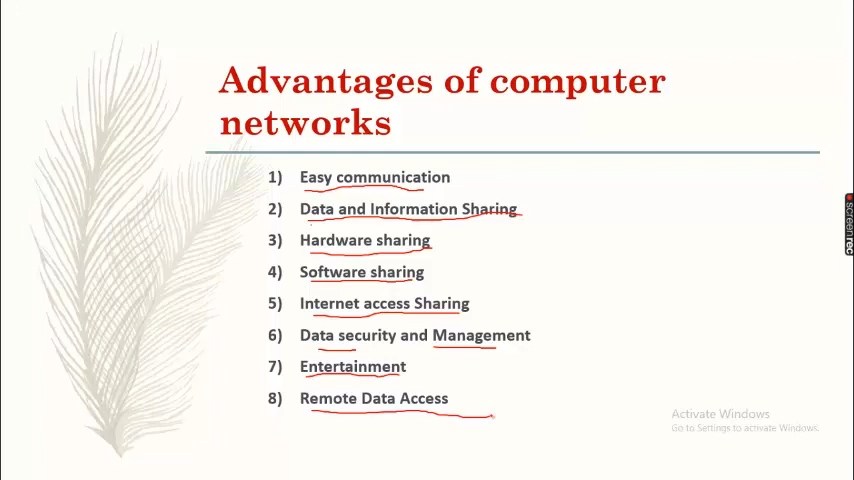 Advantages of computer
networks
1) Easy communication
2) Data and Information Sharing
3) Hardware sharing
4) Software sharing
5) Internet access Sharing
6) Data security and Management
7) Entertainment
8) Remote Data Access
Activate Windows
Go to Settings to activate Windows.
screenrec